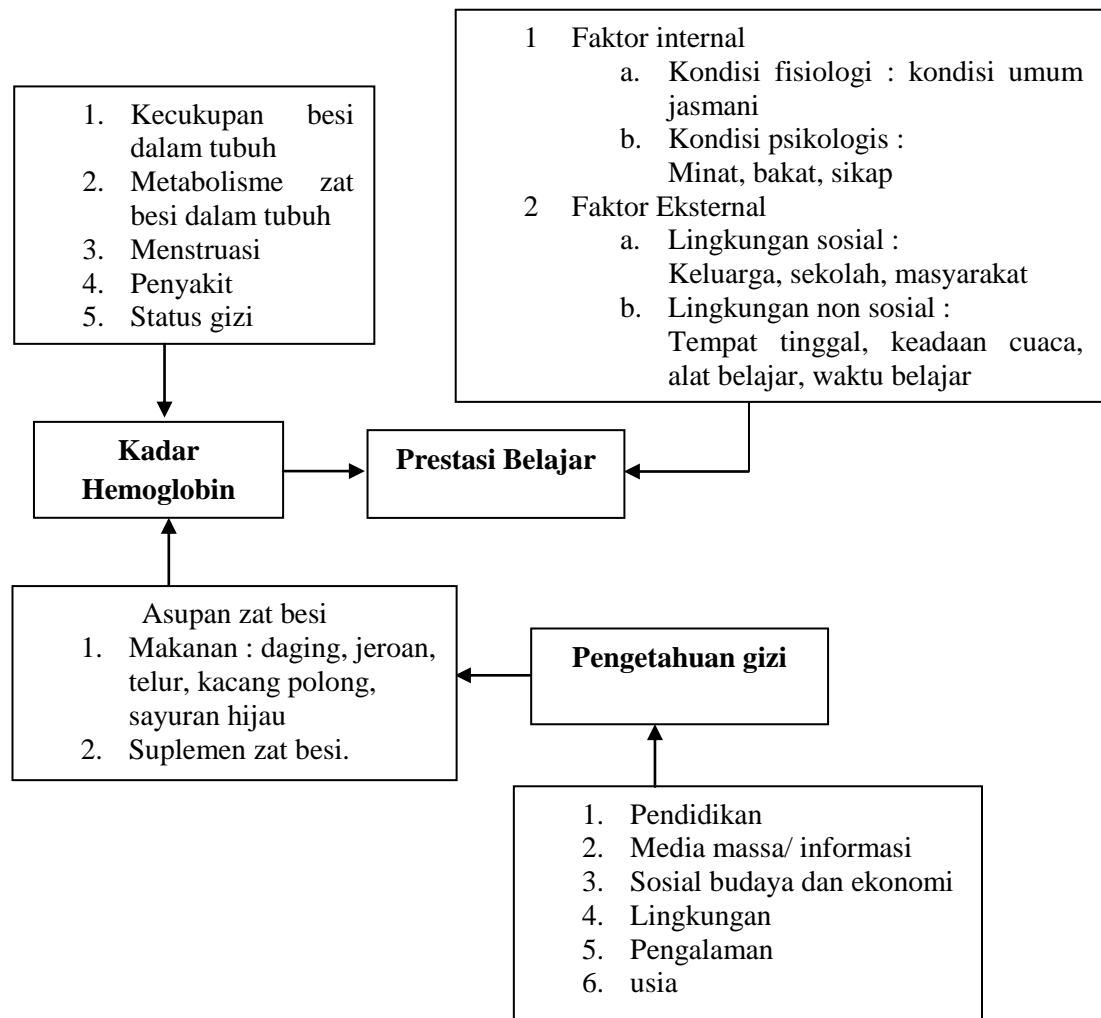 1 Faktor internal
a. Kondisi fisiologi : kondisi umum
jasmani
b. Kondisi psikologis :
Minat, bakat, sikap
2 Faktor Eksternal
a. Lingkungan sosial :
Keluarga, sekolah, masyarakat
b. Lingkungan non sosial :
Tempat tinggal, keadaan cuaca,
alat belajar, waktu belajar
1. Kecukupan besi
dalam tubuh
2. Metabolisme zat
besi dalam tubuh
3. Menstruasi
4. Penyakit
5. Status gizi
Kadar
Hemoglobin
Prestasi Belajar
Asupan zat besi
1. Makanan : daging, jeroan,
telur, kacang polong,
sayuran hijau
2. Suplemen zat besi.
Pengetahuan gizi
1. Pendidikan
2. Media massa/ informasi
3. Sosial budaya dan ekonomi
4. Lingkungan
5. Pengalaman
6. usia